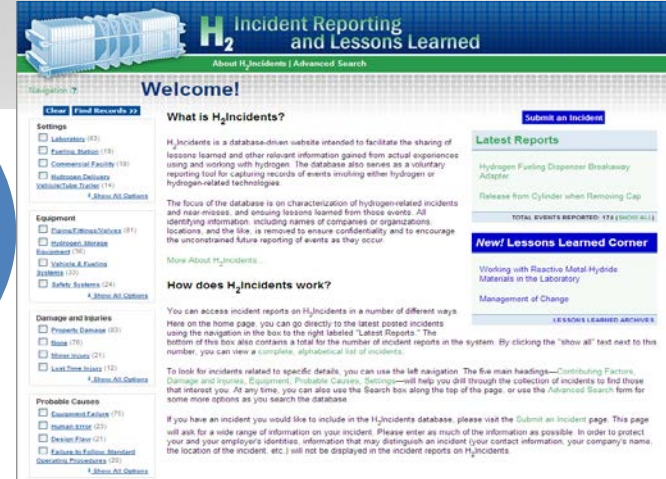 H2 Incident Reporting
and Lessons Learned
About H2Incidents | Advanced Search
Navigation ?
Welcome!
Clear Find Records >>
Settings
Laboratory (63)
Fueling Station (19)
Commercial Facility (18)
Hydrogen Delivery
Vehicle/Tube Trailer (14)
Show All Options
Equipment
Piping/Fittings/Valves (81)
Hydrogen Storage
Equipment (56)
Vehicle & Fueling
Systems (33)
Safety Systems (24)
Show All Options
Damage and Injuries
Property Damage (83)
None (76)
Minor Injury (21)
Lost Time Injury (12)
Show All Options
Probable Causes
Equipment Failure (75)
Human Error (23)
Design Flaw (21)
Failure to Follow Standard
Operating Procedures (20)
Show All Options
What is H2Incidents?
H2Incidents is a database-driven website intended to facilitate the sharing of
lessons learned and other relevant information gained from actual experiences
using and working with hydrogen. The database also serves as a voluntary
reporting tool for capturing records of events involving either hydrogen or
hydrogen-related technologies.
The focus of the database is on characterization of hydrogen-related incidents
and near-misses, and ensuing lessons learned from those events. All
identifying information, including names of companies or organizations,
locations, and the like, is removed to ensure confidentiality and to encourage
the unconstrained future reporting of events as they occur.
More About H2Incidents...
How does H2Incidents work?
You can access incident reports on H2Incidents in a number of different ways.
Here on the home page, you can go directly to the latest posted incidents
using the navigation in the box to the right labeled "Latest Reports." The
bottom of this box also contains a total for the number of incident reports in the system. By clicking the "show all" text next to this
number, you can view a complete, alphabetical list of incidents.
To look for incidents related to specific details, you can use the left navigation. The five main headings—Contributing Factors,
Damage and Injuries, Equipment, Probable Causes, Settings—will help you drill through the collection of incidents to find those
that interest you. At any time, you can also use the Search box along the top of the page, or use the Advanced Search form for
some more options as you search the database.
If you have an incident you would like to include in the H2Incidents database, please visit the Submit an Incident page. This page
will ask for a wide range of information on your incident. Please enter as much of the information as possible. In order to protect
your and your employer's identities, information that may distinguish an incident (your contact information, your company's name,
the location of the incident, etc.) will not be displayed in the incident reports on H2Incidents.
Submit an Incident
Latest Reports
Hydrogen Fueling Dispenser Breakaway
Adapter
Release from Cylinder when Removing Cap
TOTAL EVENTS REPORTED: 174 (SHOW ALL)
New! Lessons Learned Corner
Working with Reactive Metal-Hydride
Materials in the Laboratory
Management of Change
LESSONS LEARNED ARCHIVES